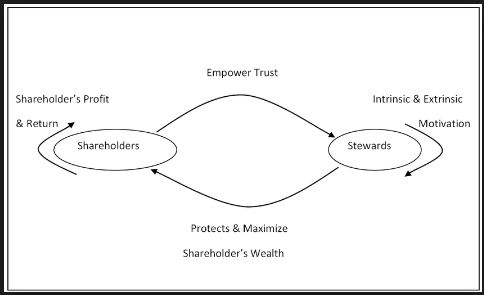 Empower Trust
Shareholder's Profit
& Return
Intrinsic & Extrinsic
Motivation
Shareholders
Stewards
Protects & Maximize
Shareholder's Wealth